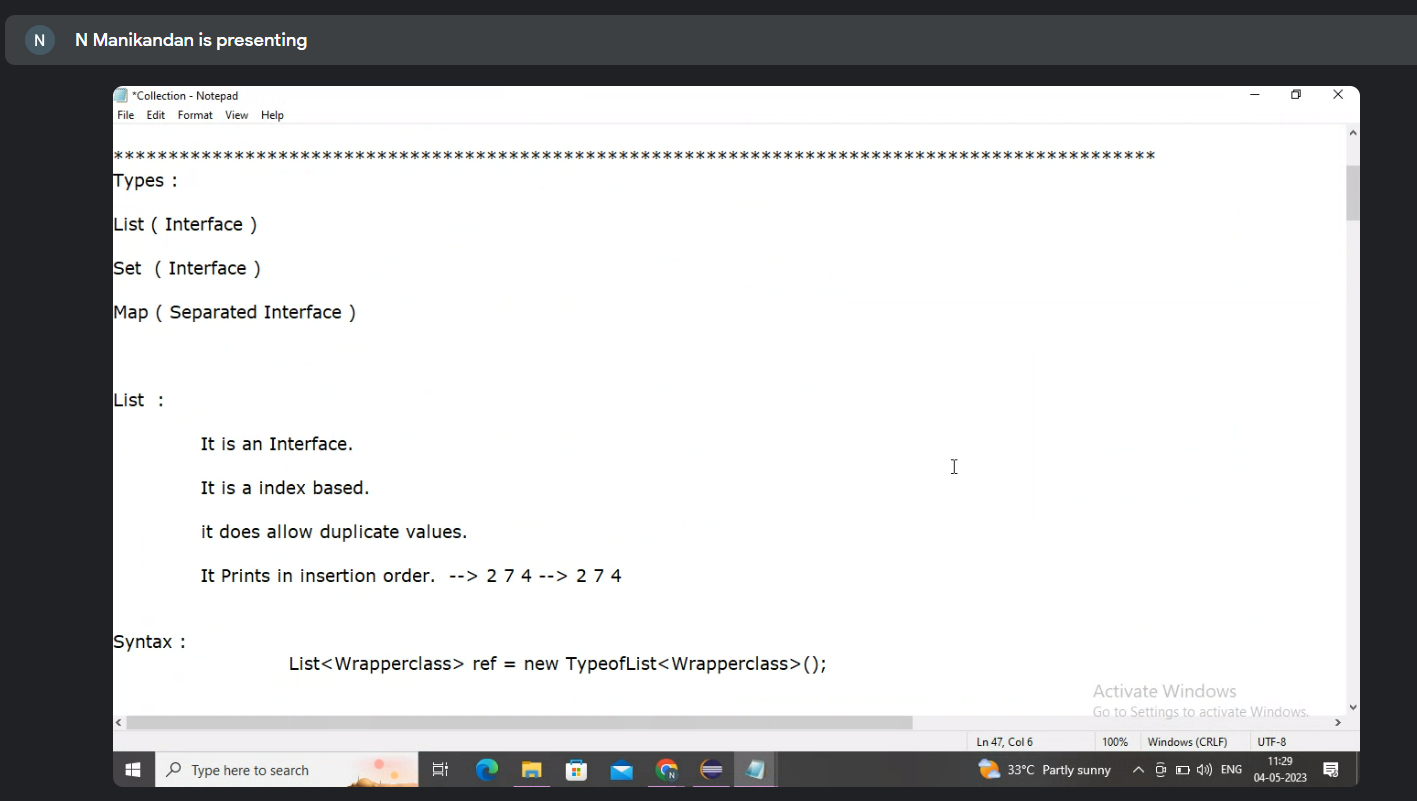 N
N Manikandan is presenting
*Collection - Notepad
File Edit Format View Help
***********************************************************************************************
Types :
List ( Interface )
Set ( Interface )
Map ( Separated Interface )
List :
It is an Interface.
It is a index based.
it does allow duplicate values.
It Prints in insertion order. --> 2 7 4 --> 2 7 4
Syntax :
List<Wrapperclass> ref = new TypeofList<Wrapperclass>();
Activate Windows
Go to Settings to activate Windows.
Ln 47, Col 6 100% Windows (CRLF) UTF-8
Type here to search
N
33°C Partly sunny
ENG
11:29
04-05-2023